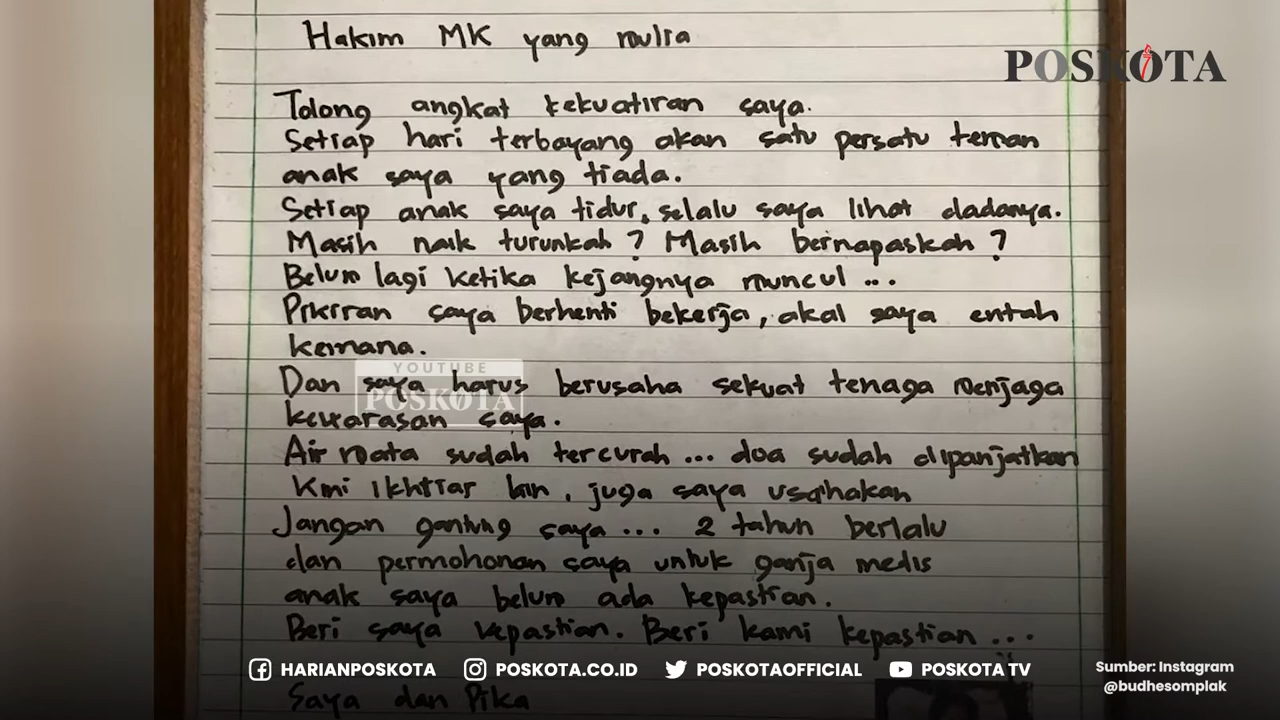 Hakim MK yang mulia
POSKOTA
Tolong angkat kekuatiran saya.
Setiap hari terbayang akan satu persatu teman
anak saya yang tiada.
Setiap anak saya tidur, selalu saya lihat dadanya.
Masih naik turunkah ? Masih bernapaskah ?
Belum lagi ketika kejangnya muncul ...
Pikiran saya berhenti bekerja, akal saya entah
kemana.
YOUTUBE
POSKOTA
Dan saya harus berusaha sekuat tenaga menjaga
kewarasan saya.
Air mata sudah tercurah ... doa sudah dipanjatkan
Kmi Ikhtiar lain, juga saya usahakan
Jangan gantung saya ... 2 tahun berlalu
dan permohonan saya untuk ganja medis
anak saya belum ada kepastian.
Beri saya kepastian. Beri kami kepastian ...
HARIANPOSKOTA POSKOTA.CO.ID POSKOTAOFFICIAL POSKOTA TV
Sumber: Instagram
@budhesomplak
Saya dan Pika